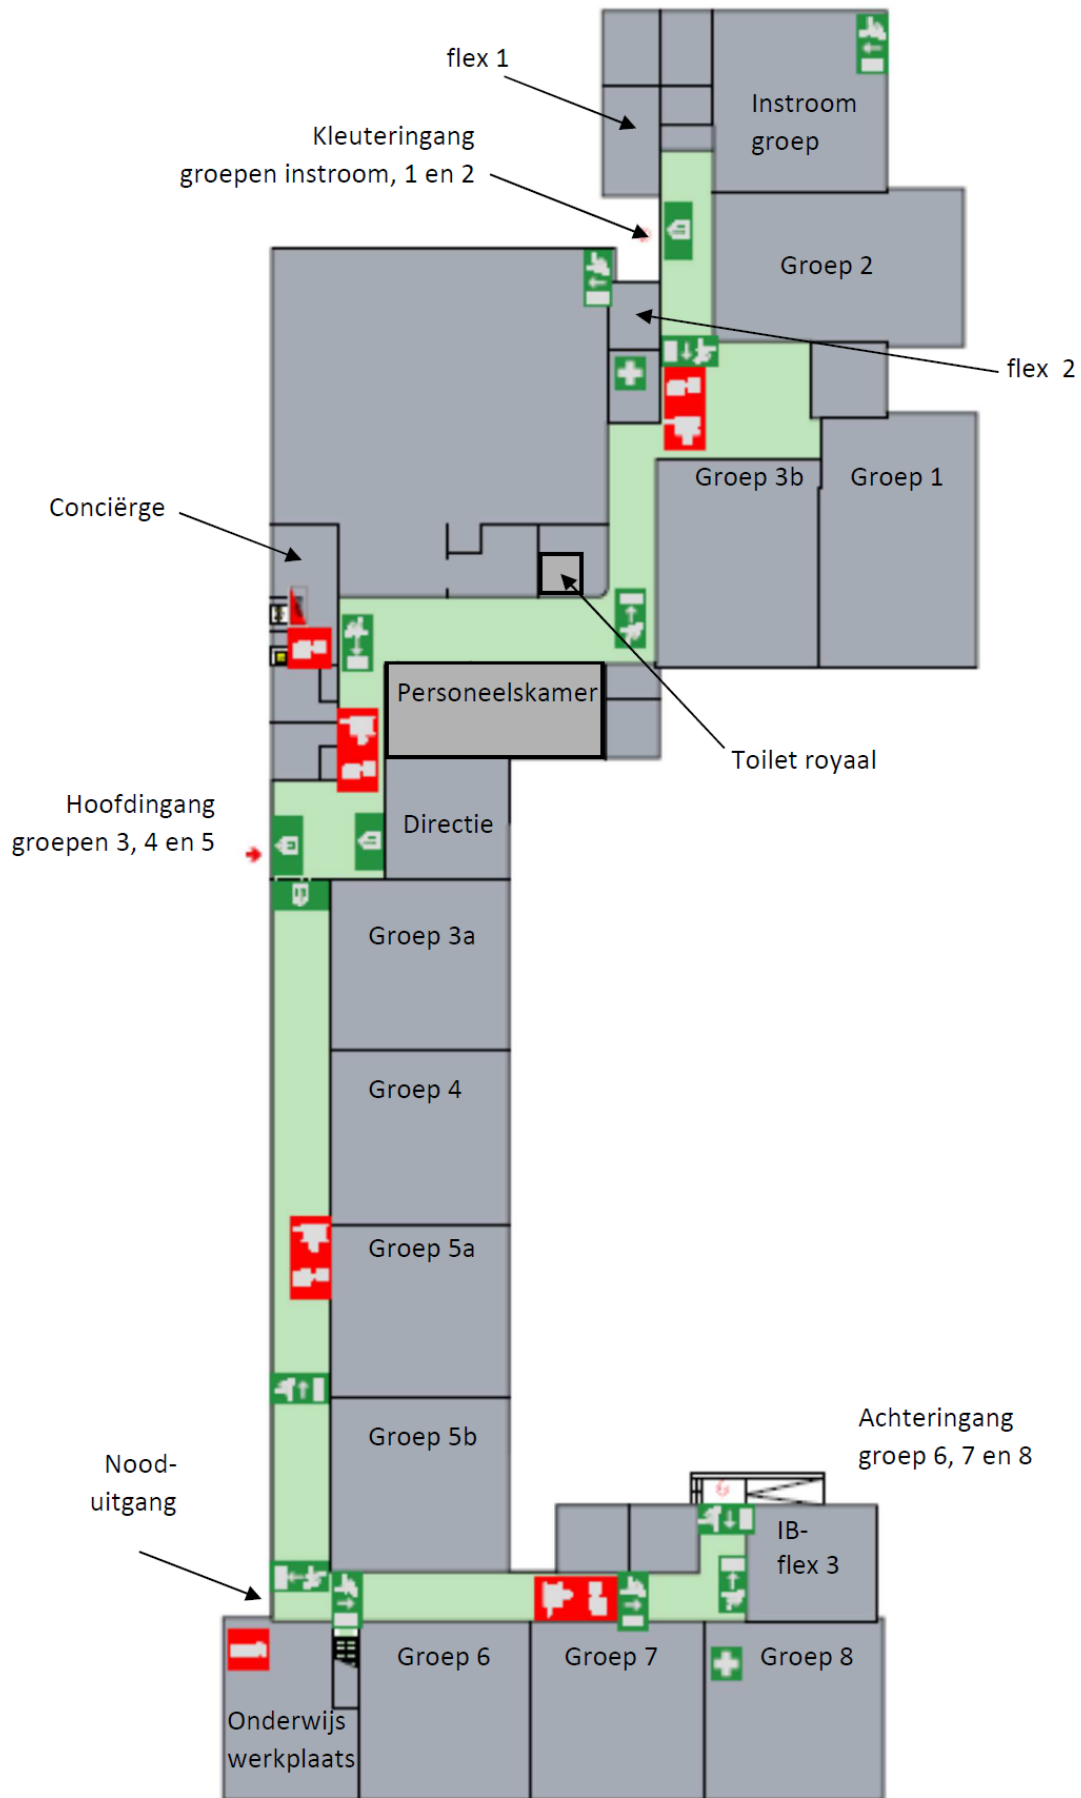 flex 1
Instroom
groep
Kleuteringang
groepen instroom, 1 en 2
Groep 2
flex 2
Groep 3b
Groep 1
Conciërge
Personeelskamer
Toilet royaal
Hoofdingang
groepen 3, 4 en 5
Directie
Groep 3a
Groep 4
Groep 5a
Groep 5b
Achteringang
groep 6, 7 en 8
Nood-
uitgang
IB-
flex 3
Groep 6
Groep 7
Groep 8
Onderwijs
werkplaats